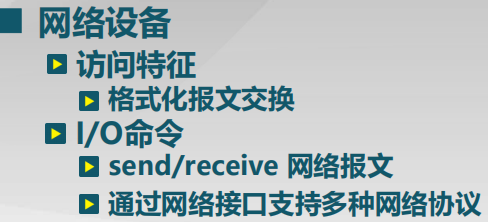 网络设备
访问特征
格式化报文交换
I/O命令
send/receive 网络报文
通过网络接口支持多种网络协议